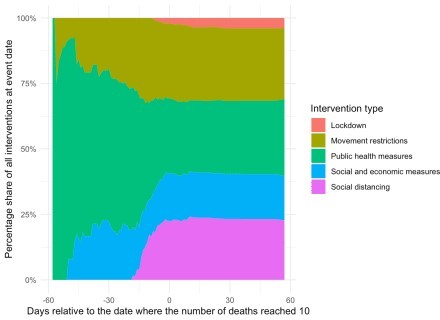 100%
75%
50%
25%
0%
Percentage share of all interventions at event date
-60
-30
0
30
60
Days relative to the date where the number of deaths reached 10
Intervention type
Lockdown
Movement restrictions
Public health measures
Social and economic measures
Social distancing